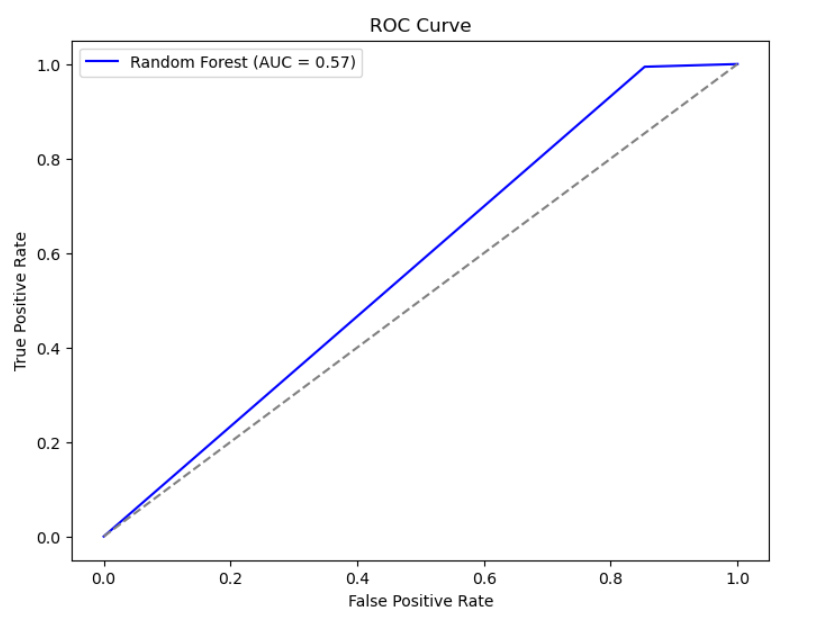 ROC Curve
Random Forest (AUC = 0.57)
1.0
0.8
0.6
0.4
0.2
0.0
True Positive Rate
0.0 0.2 0.4 0.6 0.8 1.0
False Positive Rate